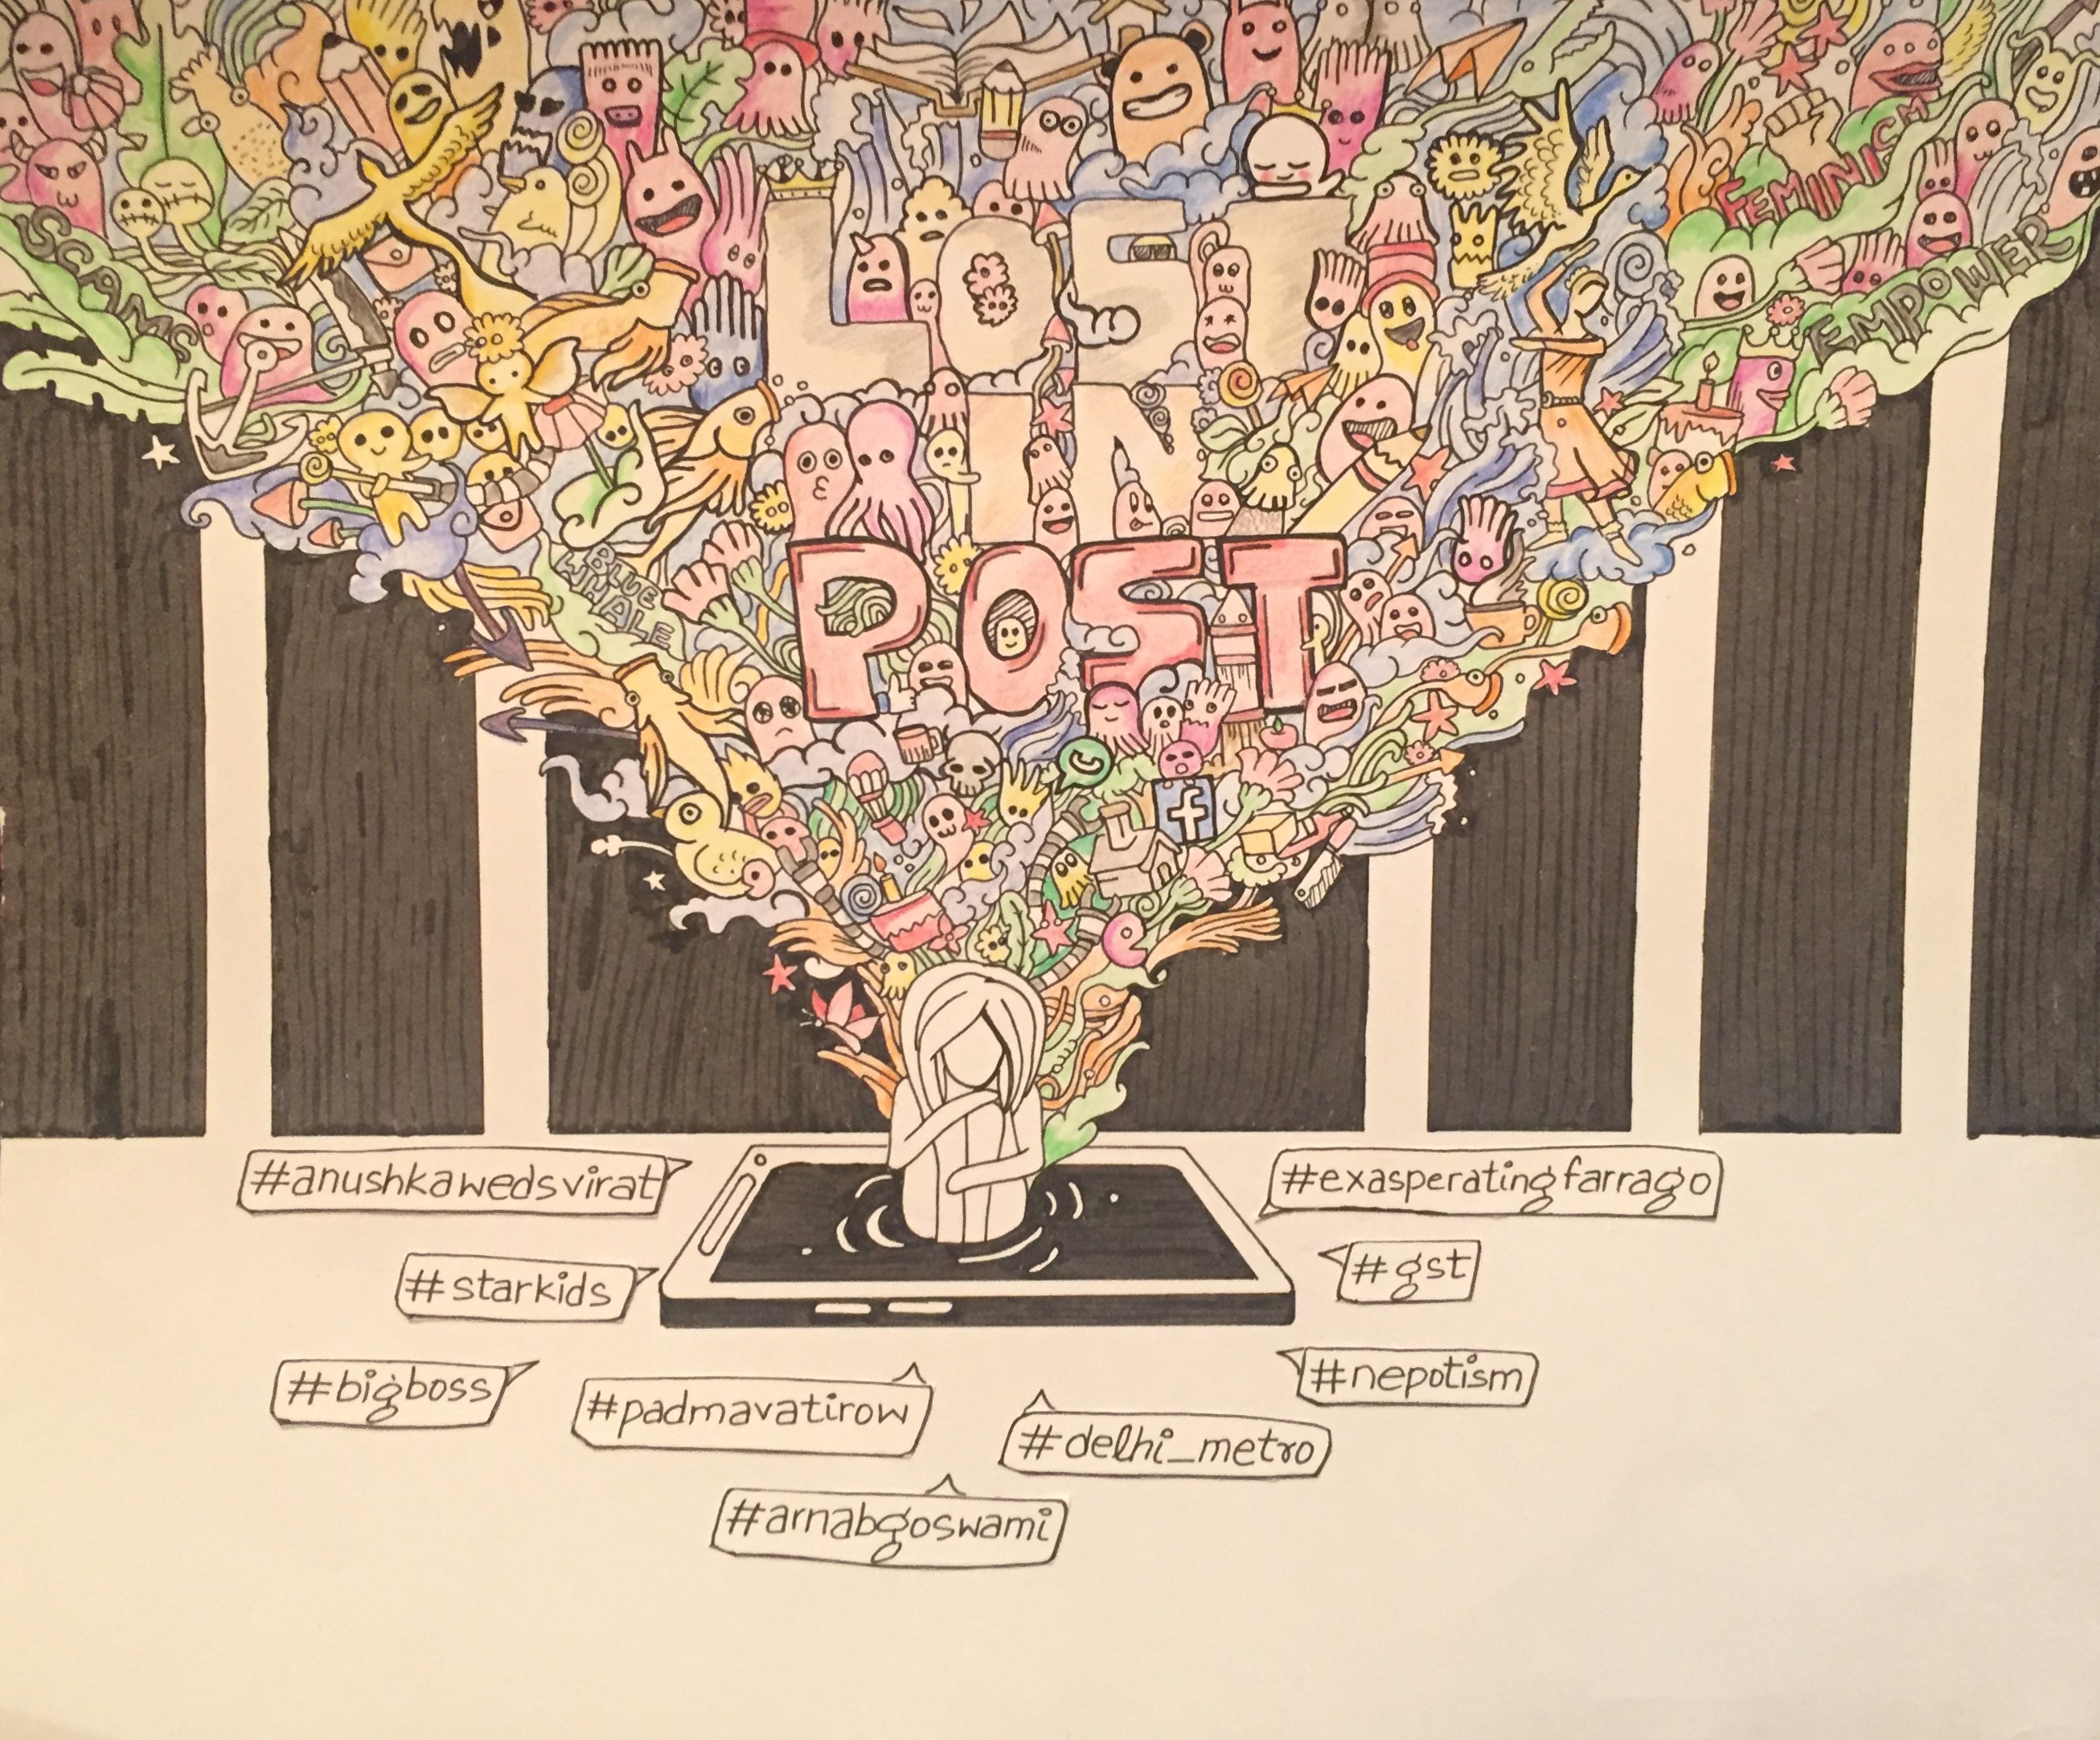 SCAMS
FEMINISM
EMPOWER
LOST
IN
POST
BLUE
WHALE
f
#anushkawedsvirat
#exasperatingfarrago
#starkids
#gst
#bigboss
#nepotism
#padmavatirow
#delhi_metro
#arnabgoswami